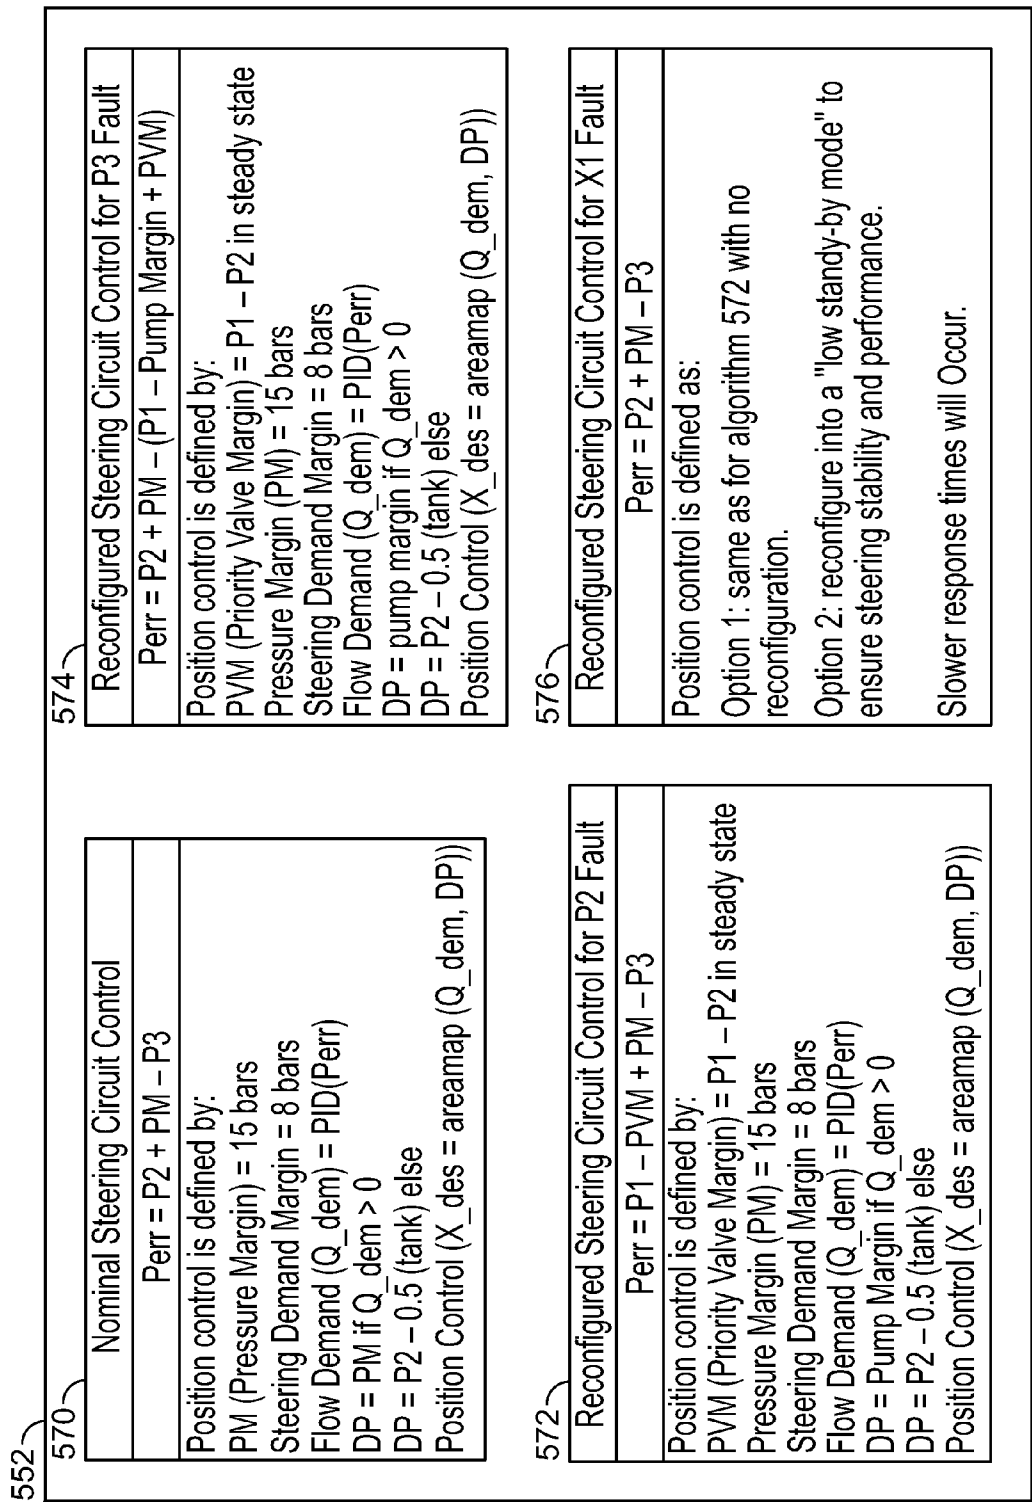 552
570
Nominal Steering Circuit Control
Perr = P2 + PM – P3
Position control is defined by:
PM (Pressure Margin) = 15 bars
Steering Demand Margin = 8 bars
Flow Demand (Q_dem) = PID(Perr)
DP = PM if Q_dem > 0
DP = P2 – 0.5 (tank) else
Position Control (X_des = areamap (Q_dem, DP))
574
Reconfigured Steering Circuit Control for P3 Fault
Perr = P2 + PM – (P1 – Pump Margin + PVM)
Position control is defined by:
PVM (Priority Valve Margin) = P1 – P2 in steady state
Pressure Margin (PM) = 15 bars
Steering Demand Margin = 8 bars
Flow Demand (Q_dem) = PID(Perr)
DP = pump margin if Q_dem > 0
DP = P2 – 0.5 (tank) else
Position Control (X_des = areamap (Q_dem, DP))
572
Reconfigured Steering Circuit Control for P2 Fault
Perr = P1 – PVM + PM – P3
Position control is defined by:
PVM (Priority Valve Margin) = P1 – P2 in steady state
Pressure Margin (PM) = 15 bars
Steering Demand Margin = 8 bars
Flow Demand (Q_dem) = PID(Perr)
DP = Pump Margin if Q_dem > 0
DP = P2 – 0.5 (tank) else
Position Control (X_des = areamap (Q_dem, DP))
576
Reconfigured Steering Circuit Control for X1 Fault
Perr = P2 + PM – P3
Position control is defined as:
Option 1: same as for algorithm 572 with no
reconfiguration.
Option 2: reconfigure into a "low standy-by mode" to
ensure steering stability and performance.
Slower response times will Occur.